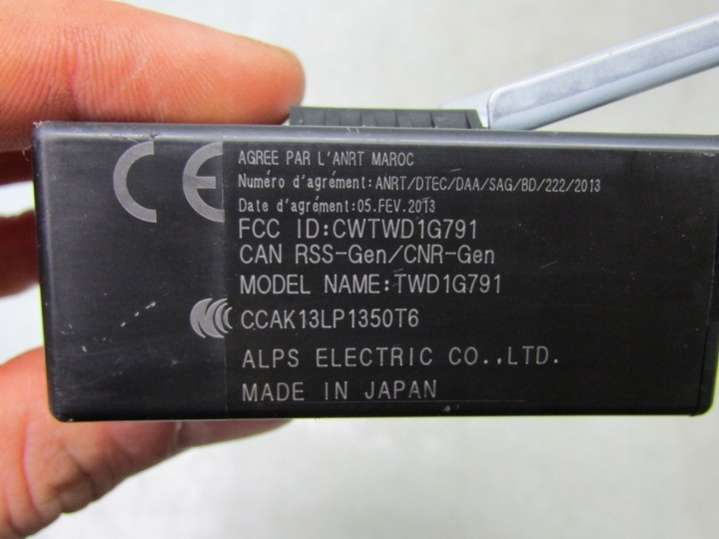 CE
AGREE PAR L'ANRT MAROC
Numéro d'agrément:ANRT/DTEC/DAA/SAG/BD/222/2013
Date d'agrément:05.FEV.2013
FCC ID:CWTWD1G791
CAN RSS-Gen/CNR-Gen
MODEL NAME:TWD1G791
CCAK13LP1350T6
ALPS ELECTRIC CO.,LTD.
MADE IN JAPAN